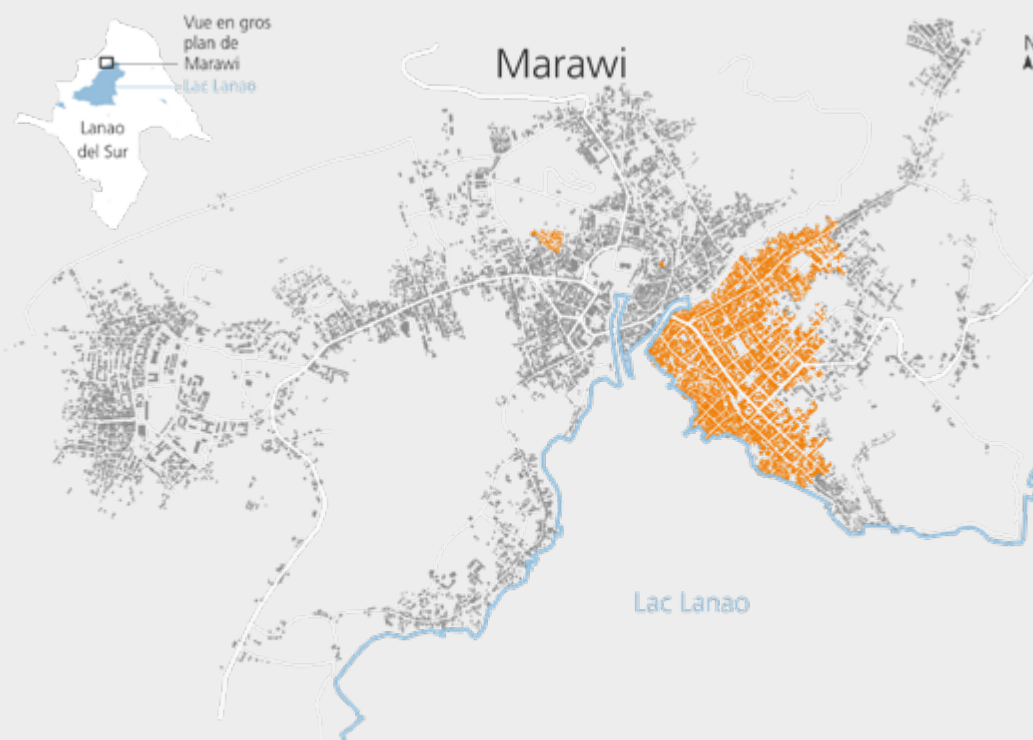 Vue en gros
plan de
Marawi
Lac Lanao
Lanao
del Sur
Marawi
N
Lac Lanao